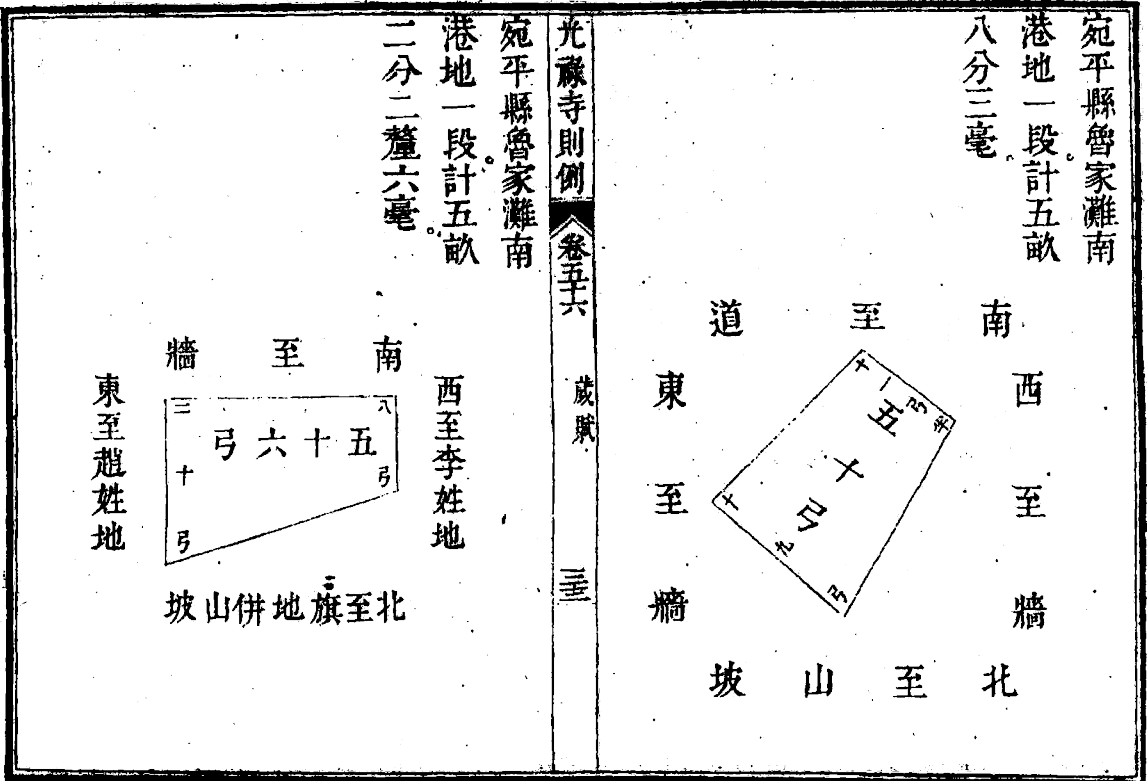 宛平縣魯家灘南
港地一段計五畝
八分三毫
南至道
西至牆
十一弓半
五十弓
十九弓
東至牆
北至山坡
光祿寺則例
卷五十六
歲賦
三十三
宛平縣魯家灘南
港地一段計五畝
二分二釐六毫
南至牆
西至李姓地
八弓
五十六弓
三十弓
東至趙姓地
北至旗地併山坡